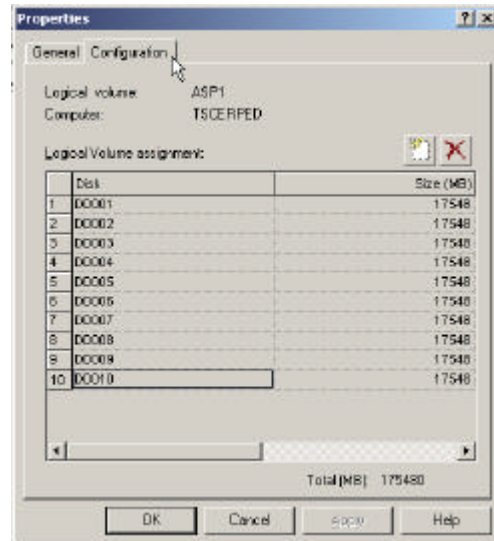 Properties
General Configuration
Logical volume: ASP1
Computer: TSCERPED
Logical Volume assignment:
Disk Size (MB)
1 DD001 17548
2 DD002 17548
3 DD003 17548
4 DD004 17548
5 DD005 17548
6 DD006 17548
7 DD007 17548
8 DD008 17548
9 DD009 17548
10 DD010 17548
Total (MB): 175480
OK Cancel Apply Help